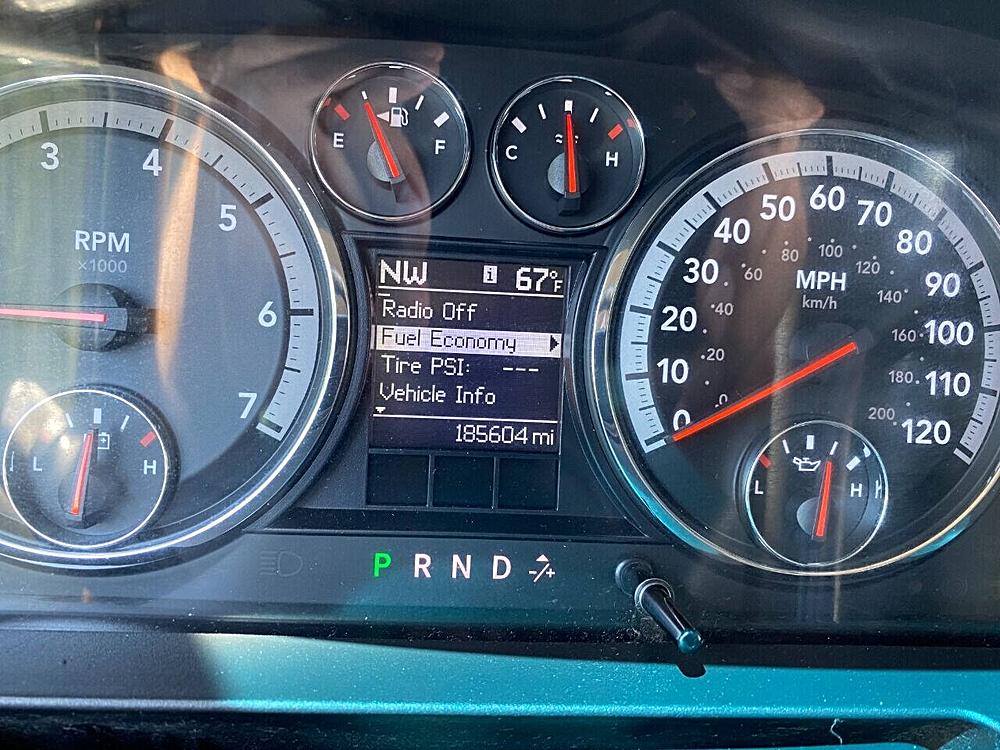 3
4
5
6
7
RPM
×1000
L
H
E
F
C
H
NW i 67°F
Radio Off
Fuel Economy
Tire PSI: ---
Vehicle Info
185604 mi
P R N D -/+
0
10
20
30
40
50
60
70
80
90
100
110
120
MPH
km/h
0
20
40
60
80
100
120
140
160
180
200
L
H